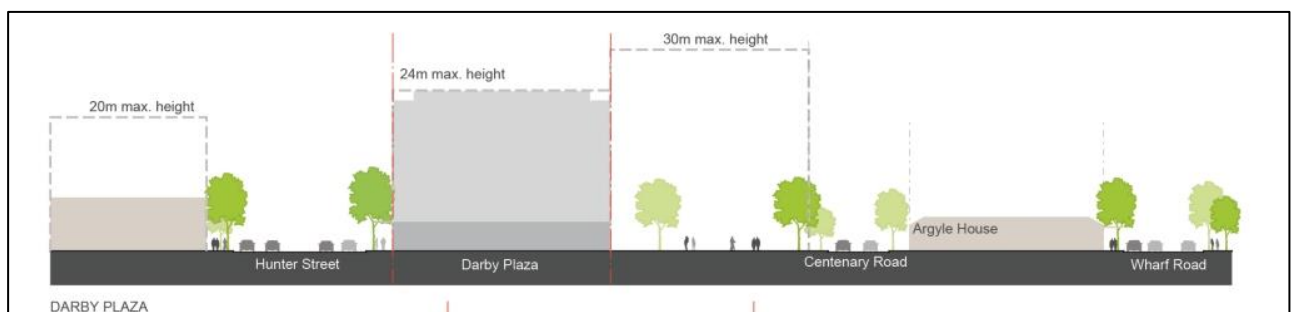 30m max. height
24m max. height
20m max. height
Argyle House
Hunter Street
Darby Plaza
Centenary Road
Wharf Road
DARBY PLAZA